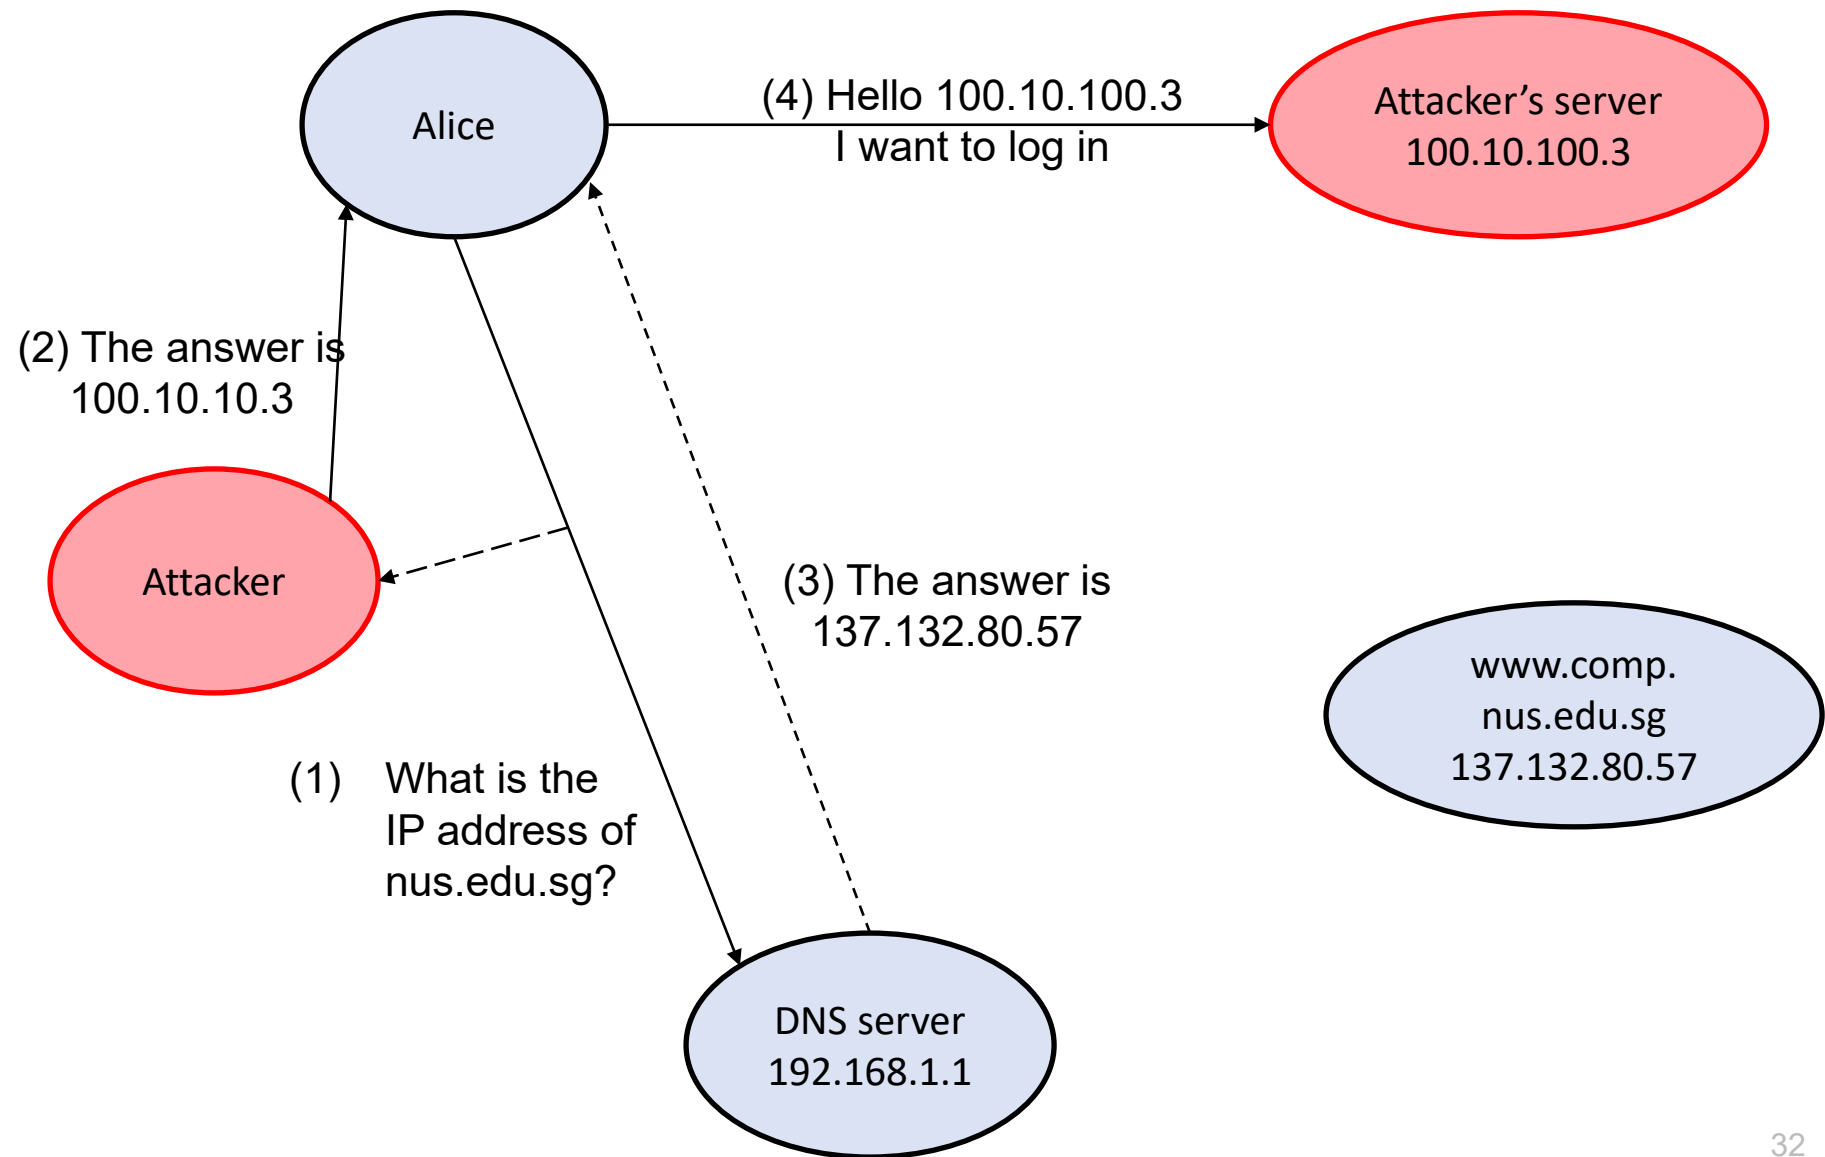 Alice
(4) Hello 100.10.100.3
I want to log in
Attacker’s server
100.10.100.3
(2) The answer is
100.10.10.3
Attacker
(3) The answer is
137.132.80.57
www.comp.
nus.edu.sg
137.132.80.57
(1) What is the
IP address of
nus.edu.sg?
DNS server
192.168.1.1
32